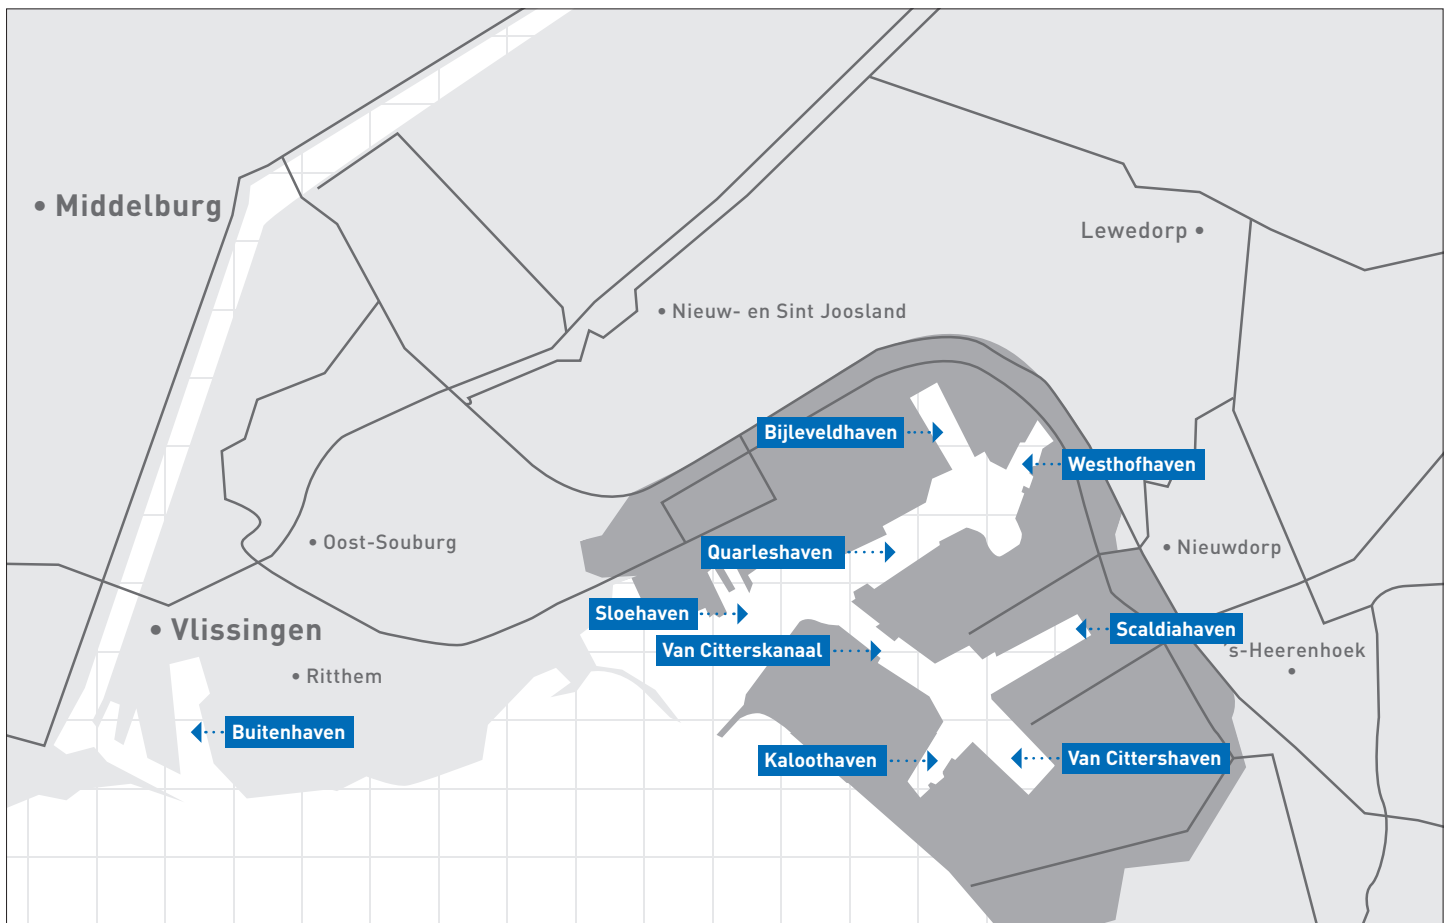 Middelburg
Lewedorp
Nieuw- en Sint Joosland
Bijleveldhaven
Westhofhaven
Oost-Souburg
Quarleshaven
Nieuwdorp
Sloehaven
Vlissingen
Scaldiahaven
Van Citterskanaal
's-Heerenhoek
Ritthem
Buitenhaven
Kaloothaven
Van Cittershaven